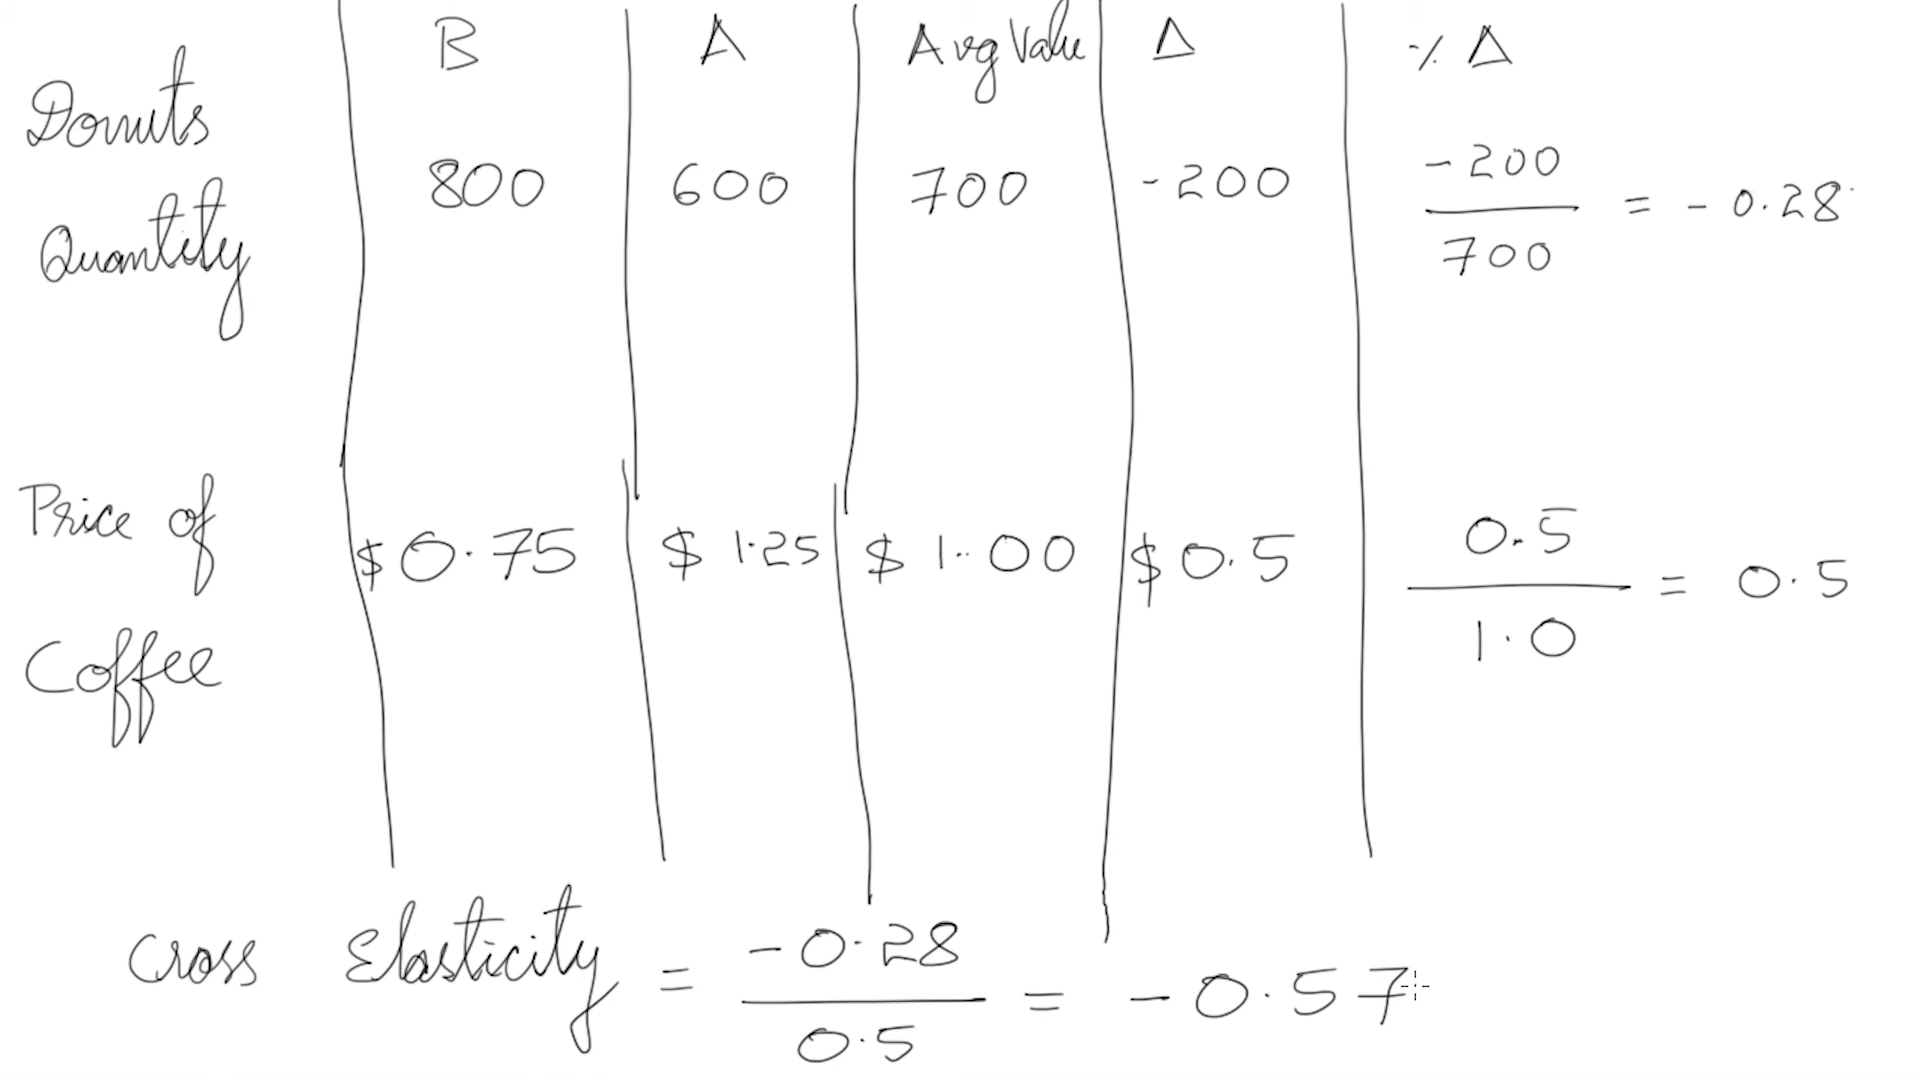 B A Avg Value Δ % Δ
Donuts
Quantity 800 600 700 -200 -200/700 = -0.28
Price of
Coffee $0.75 $1.25 $1.00 $0.5 0.5/1.0 = 0.5
Cross Elasticity = -0.28/0.5 = -0.57